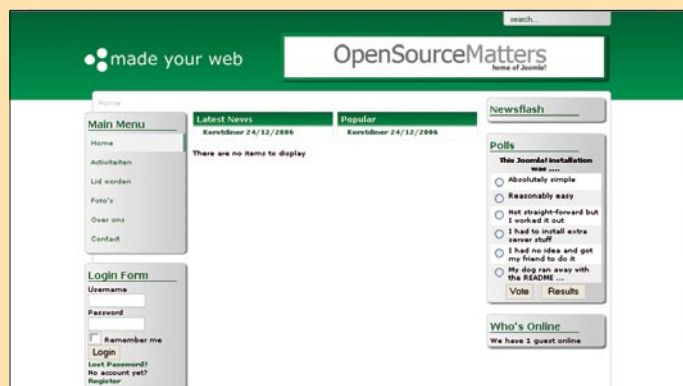 search...
made your web
OpenSourceMatters
home of Joomla!
Home
Main Menu
Home
Activiteiten
Lid worden
Foto's
Over ons
Contact
Login Form
Username
Password
Remember me
Login
Lost Password?
No account yet?
Register
Latest News
Kerstdiner 24/12/2006
Popular
Kerstdiner 24/12/2006
There are no items to display
Newsflash
Polls
This Joomla! installation
was ....
Absolutely simple
Reasonably easy
Not straight-forward but
I worked it out
I had to install extra
server stuff
I had no idea and got
my friend to do it
My dog ran away with
the README ...
Vote
Results
Who's Online
We have 1 guest online